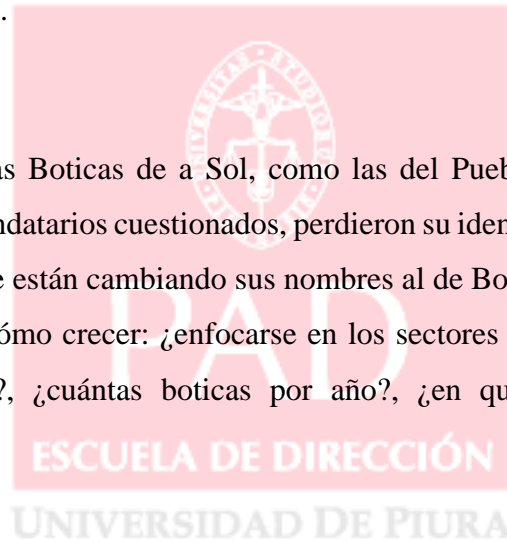 .
as Boticas de a Sol, como las del Pueb
ndatarios cuestionados, perdieron su iden
e están cambiando sus nombres al de Bo
ómo crecer: ¿enfocarse en los sectores
?, ¿cuántas boticas por año?, ¿en qu
PAD
ESCUELA DE DIRECCIÓN
UNIVERSIDAD DE PIURA